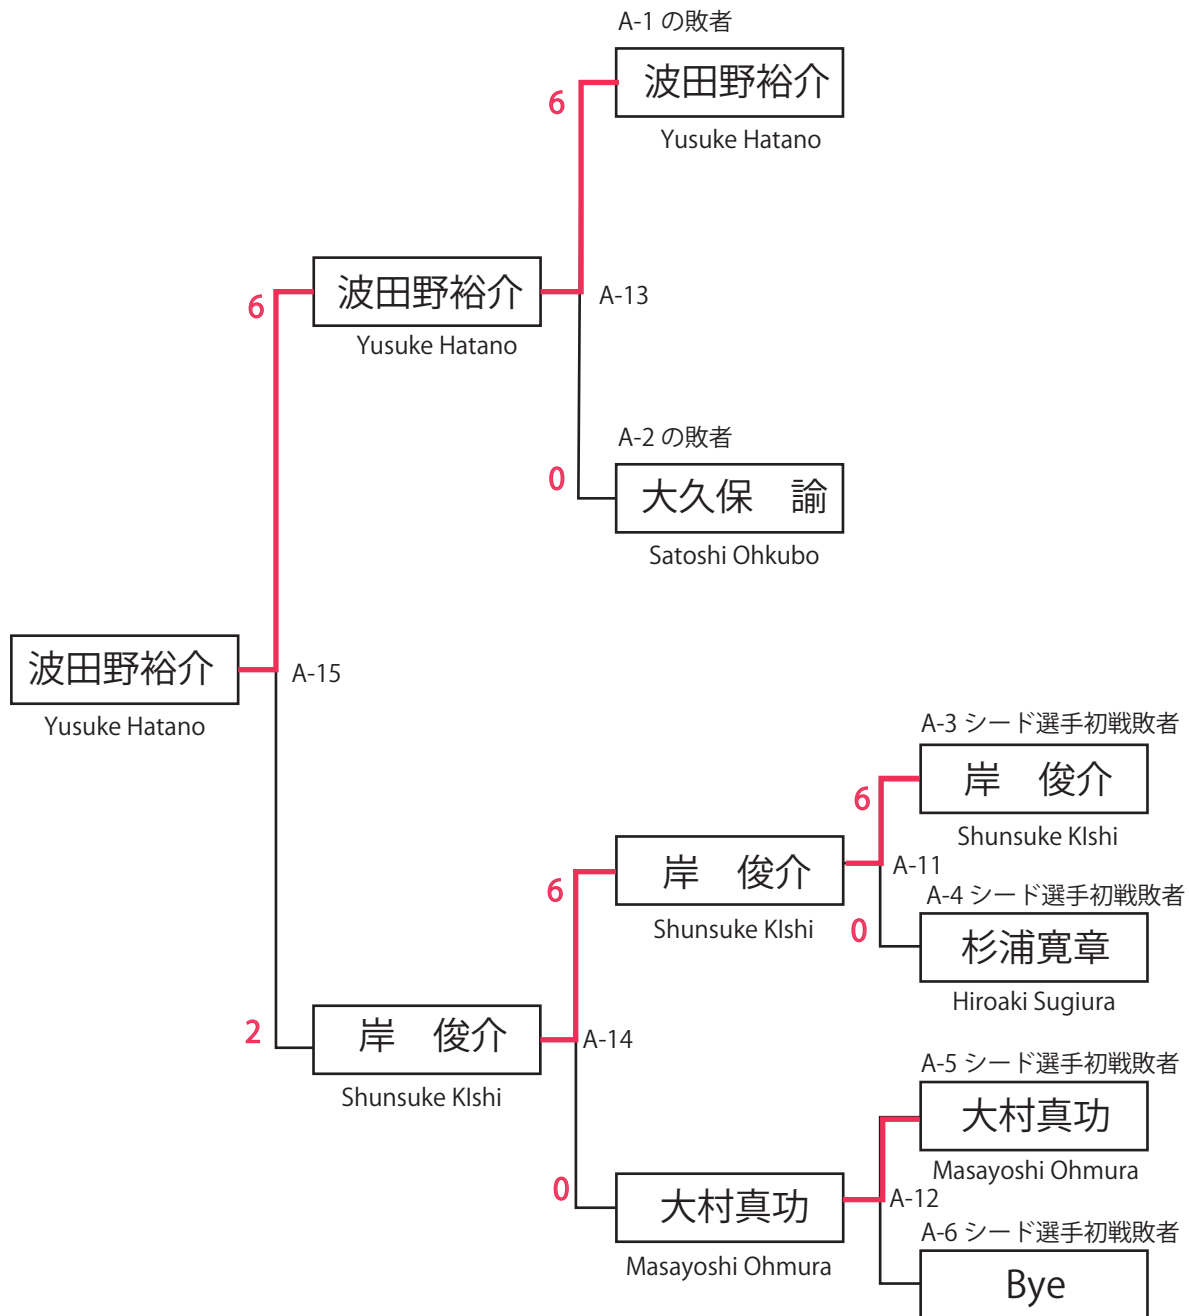 A-1 の敗者
波田野裕介
6
Yusuke Hatano
波田野裕介
A-13
6
Yusuke Hatano
A-2 の敗者
0
大久保　諭
Satoshi Ohkubo
波田野裕介
A-15
Yusuke Hatano
A-3 シード選手初戦敗者
岸　俊介
6
Shunsuke KIshi
岸　俊介
A-11
6
A-4 シード選手初戦敗者
Shunsuke KIshi
0
杉浦寛章
Hiroaki Sugiura
2
岸　俊介
A-14
A-5 シード選手初戦敗者
Shunsuke KIshi
大村真功
Masayoshi Ohmura
0
大村真功
A-12
A-6 シード選手初戦敗者
Masayoshi Ohmura
Bye